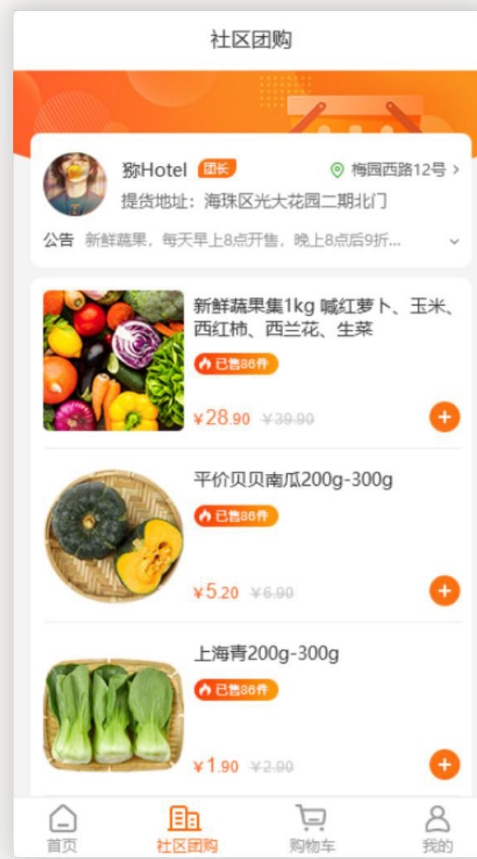 社区团购
猕Hotel 团长 梅园西路12号
提货地址：海珠区光大花园二期北门
公告 新鲜蔬果，每天早上8点开售，晚上8点后9折...
新鲜蔬果集1kg 喊红萝卜、玉米、
西红柿、西兰花、生菜
已售86件
¥28.90 ¥39.90
平价贝贝南瓜200g-300g
已售86件
¥5.20 ¥6.90
上海青200g-300g
已售86件
¥1.90 ¥2.90
首页 社区团购 购物车 我的